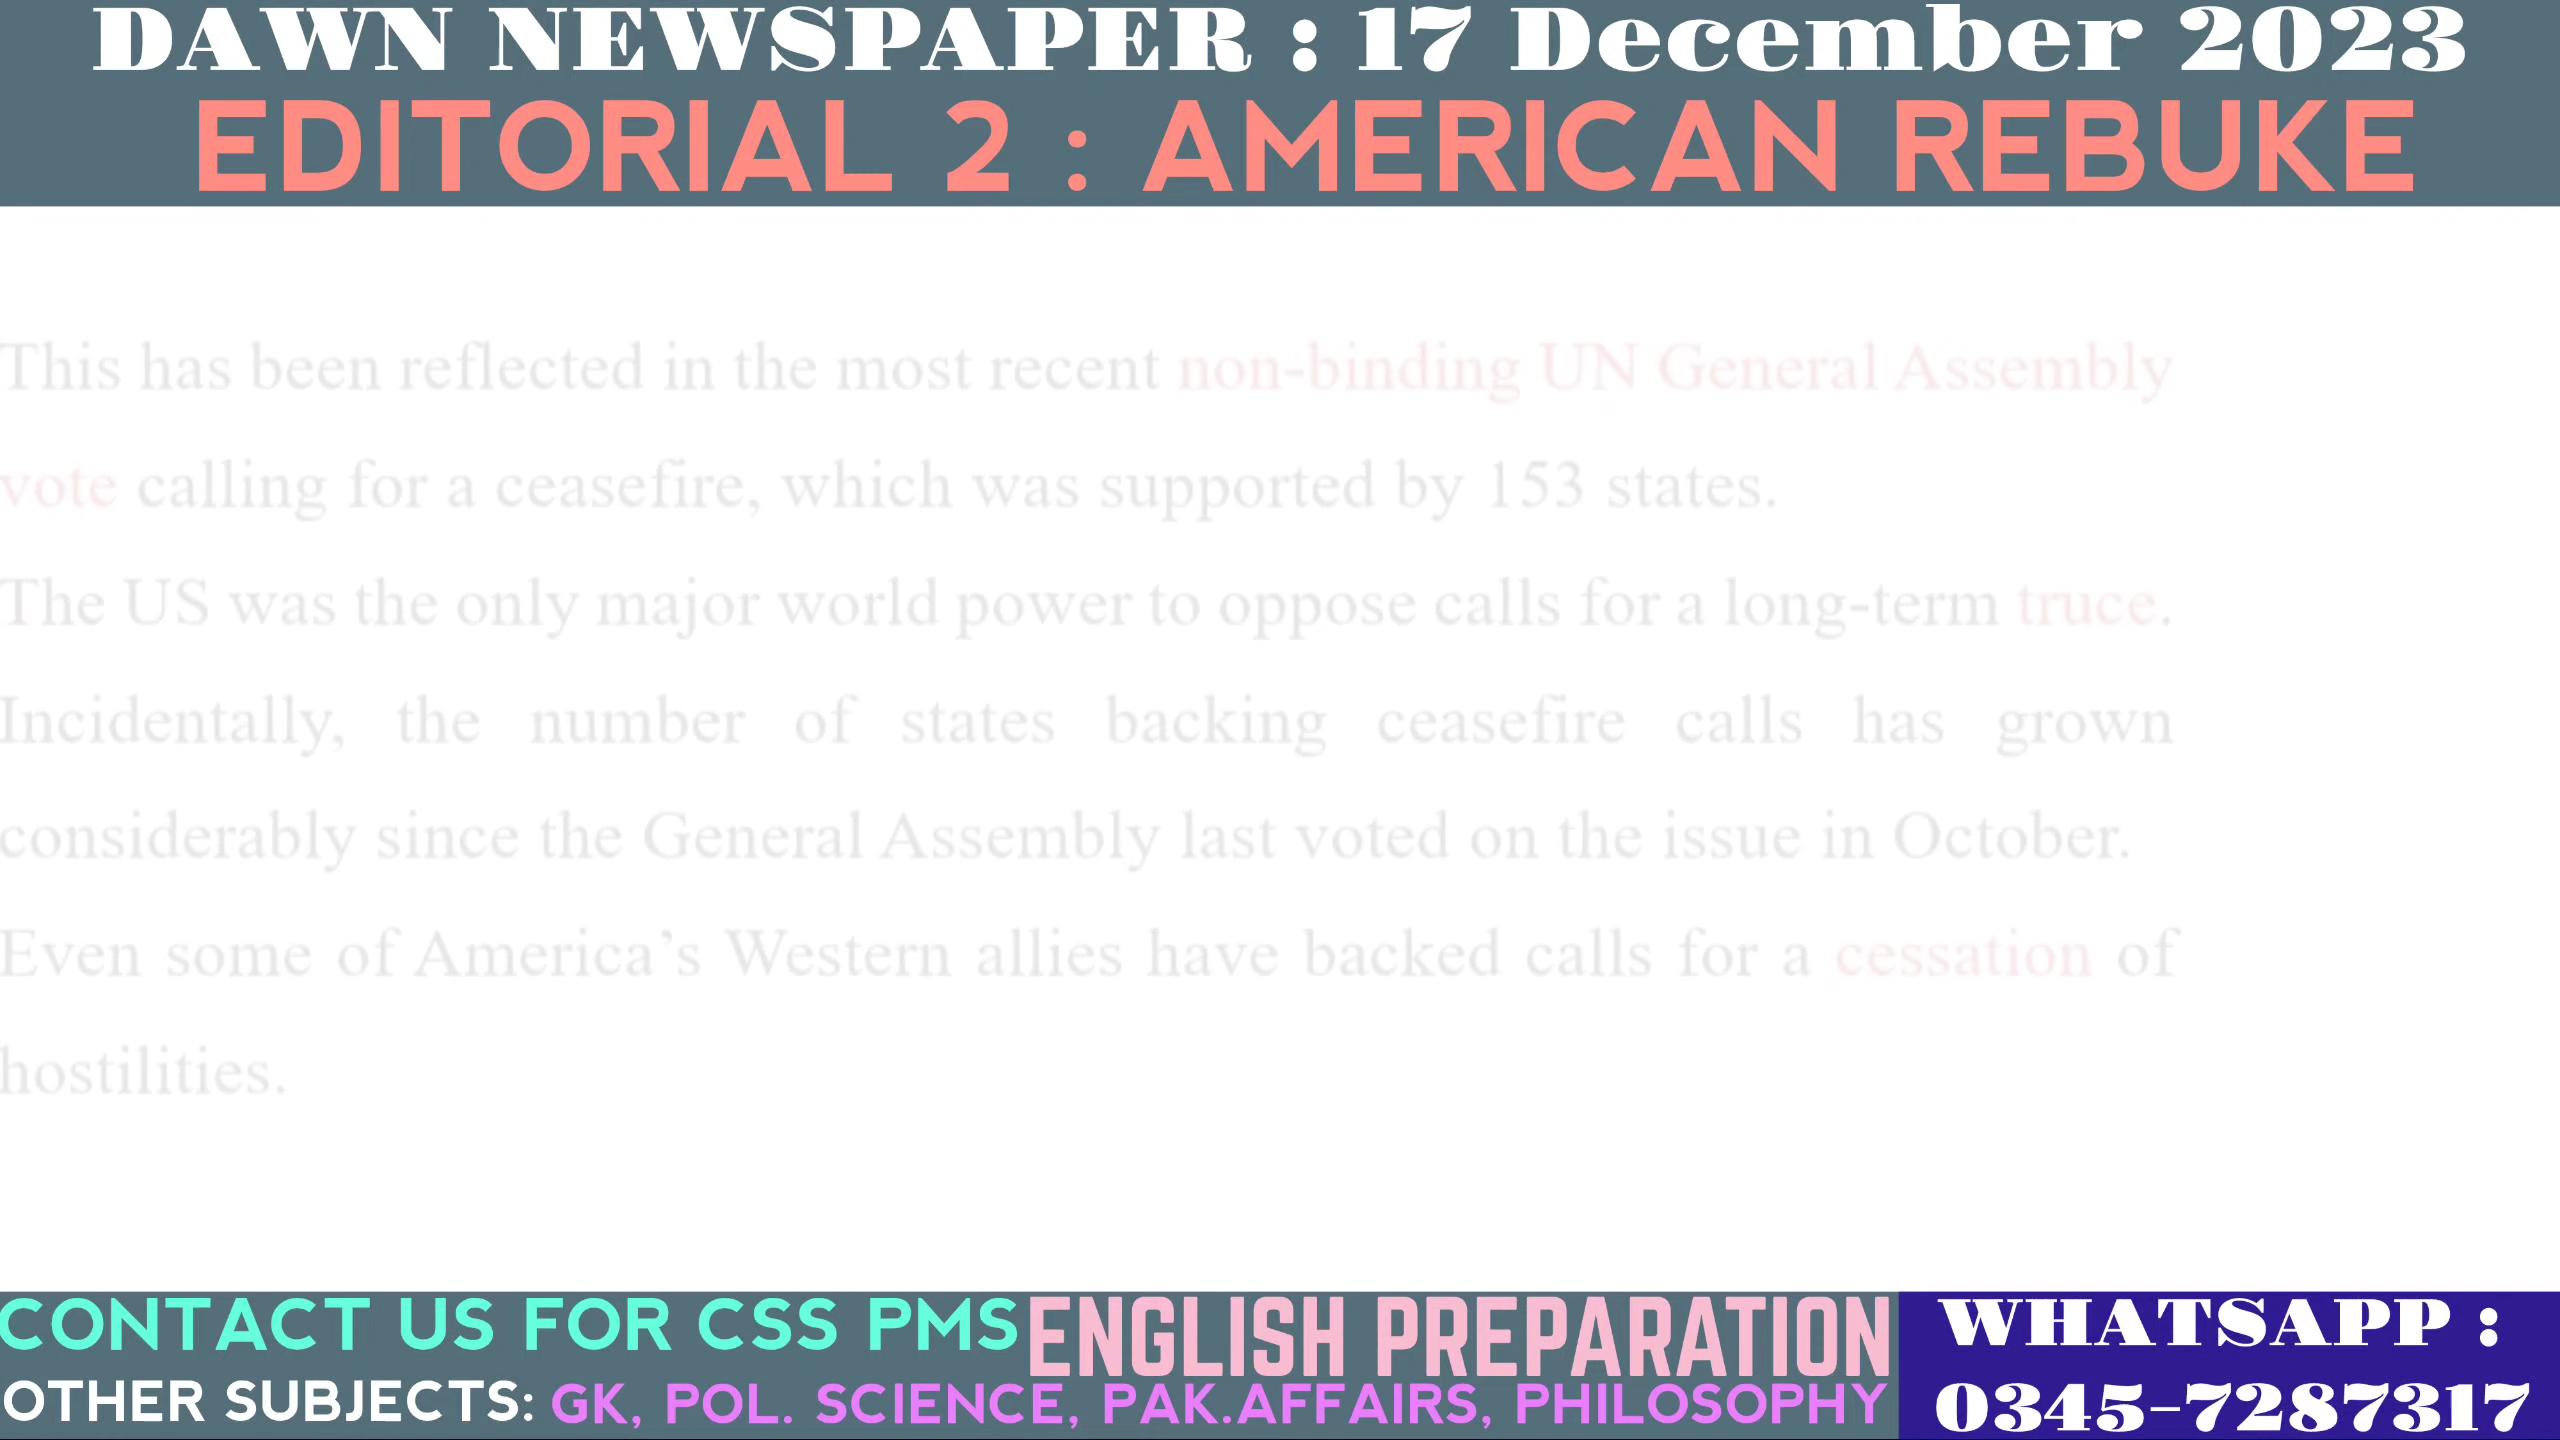 DAWN NEWSPAPER : 17 December 2023
EDITORIAL 2 : AMERICAN REBUKE
This has been reflected in the most recent non-binding UN General Assembly
vote calling for a ceasefire, which was supported by 153 states.
The US was the only major world power to oppose calls for a long-term truce.
Incidentally, the number of states backing ceasefire calls has grown
considerably since the General Assembly last voted on the issue in October.
Even some of America’s Western allies have backed calls for a cessation of
hostilities.
CONTACT US FOR CSS PMS ENGLISH PREPARATION
OTHER SUBJECTS: GK, POL. SCIENCE, PAK.AFFAIRS, PHILOSOPHY
WHATSAPP :
0345-7287317